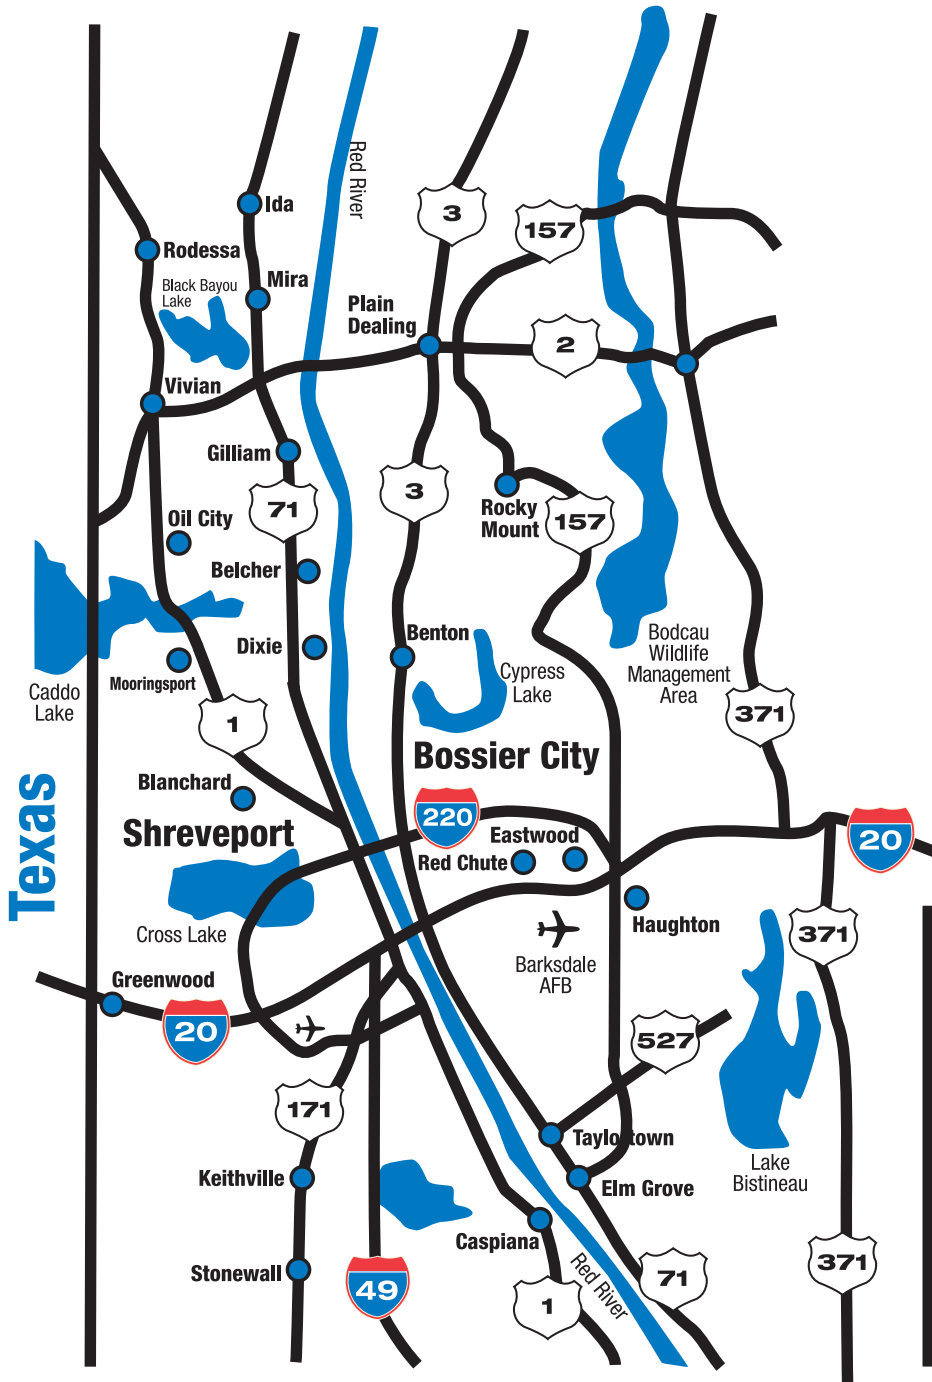 Red River
Ida
3
157
Rodessa
Mira
Black Bayou
Lake
Plain
Dealing
2
Vivian
Gilliam
3
71
Rocky
Mount
157
Oil City
Belcher
Dixie
Benton
Bodcau
Wildlife
Management
Area
Cypress
Lake
Mooringsport
Caddo
Lake
1
371
Bossier City
Blanchard
Texas
Shreveport
220
Eastwood
Red Chute
20
Haughton
Cross Lake
371
Barksdale
AFB
Greenwood
20
527
171
Taylortown
Lake
Bistineau
Keithville
Elm Grove
Caspiana
Stonewall
49
1
Red River
71
371